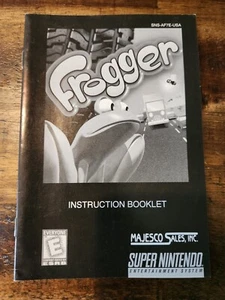 SNS-AF7E-USA
Frogger
INSTRUCTION BOOKLET
E
MAJESCO SALES, INC.
SUPER NINTENDO
ENTERTAINMENT SYSTEM